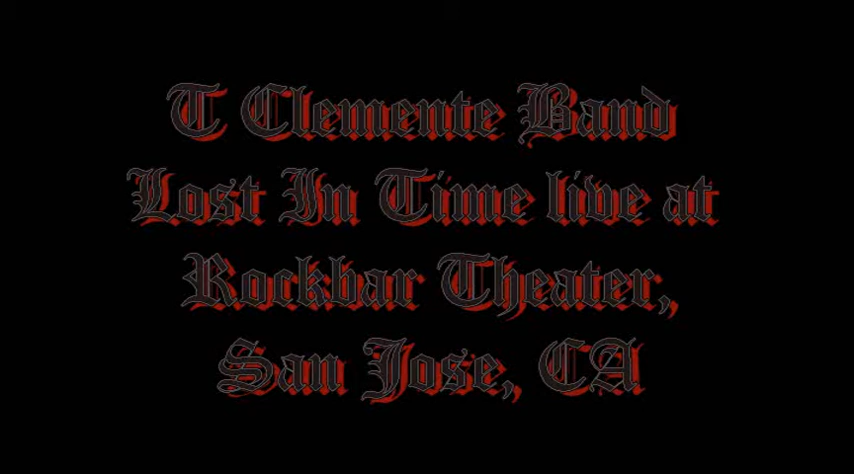 T Clemente Band
Lost In Time live at
Rockbar Theater,
San Jose, CA